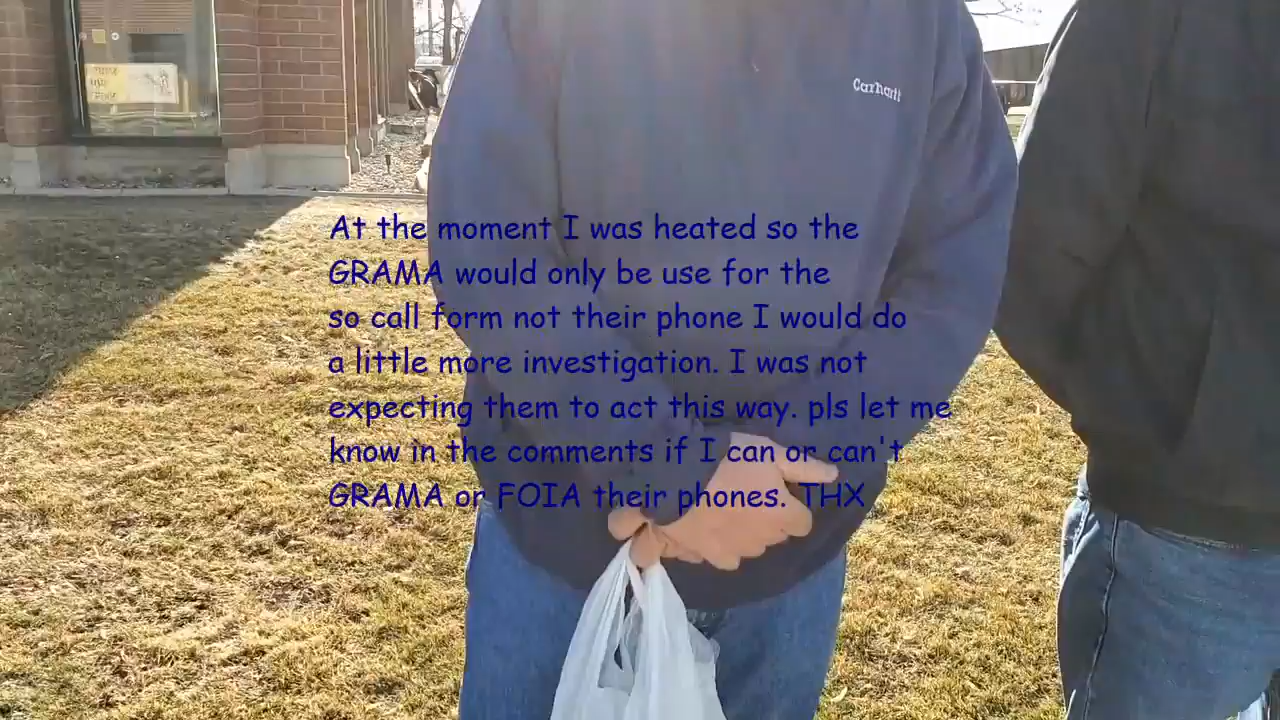 Carhartt
At the moment I was heated so the
GRAMA would only be use for the
so call form not their phone I would do
a little more investigation. I was not
expecting them to act this way. pls let me
know in the comments if I can or can't
GRAMA or FOIA their phones. THX